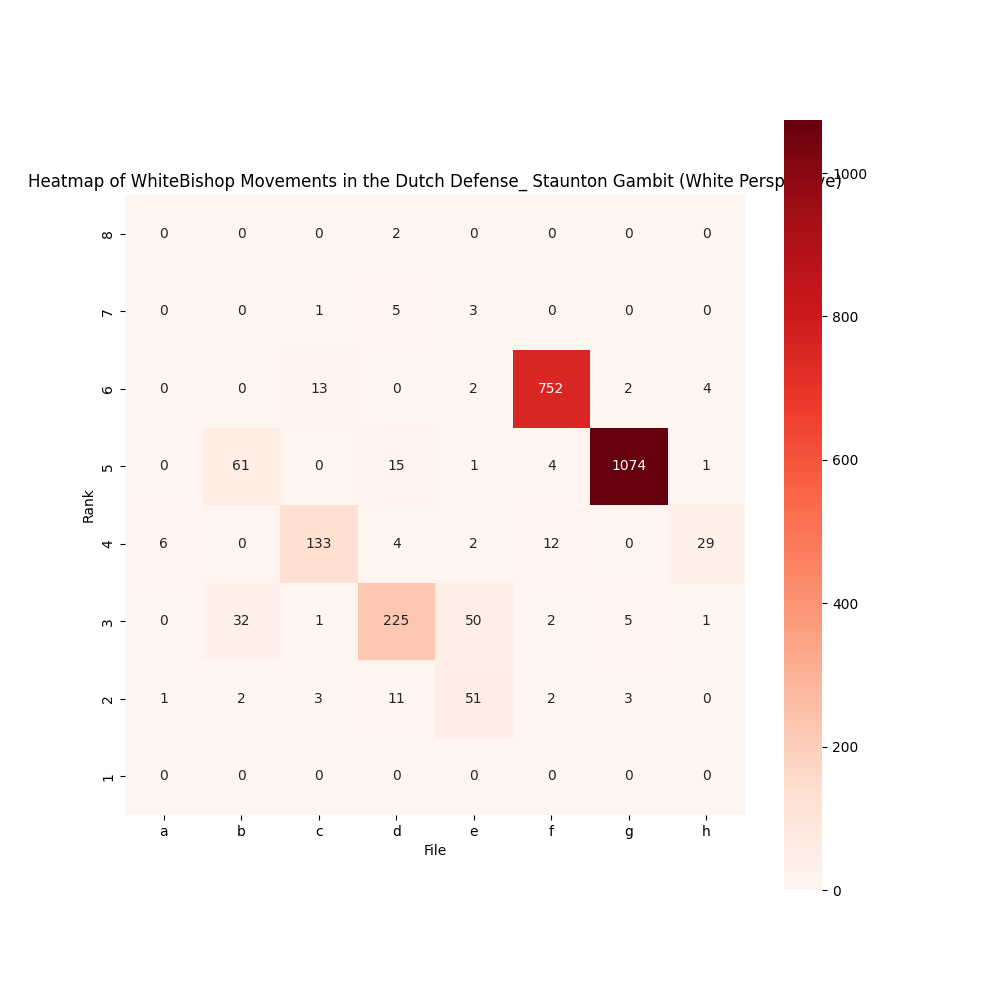 Heatmap of WhiteBishop Movements in the Dutch Defense_ Staunton Gambit (White Persp ve)
1000
800
600
400
200
0
8 0 0 0 2 0 0 0 0
7 0 0 1 5 3 0 0 0
6 0 0 13 0 2 752 2 4
5 0 61 0 15 1 4 1074 1
Rank
4 6 0 133 4 2 12 0 29
3 0 32 1 225 50 2 5 1
2 1 2 3 11 51 2 3 0
1 0 0 0 0 0 0 0 0
a b c d e f g h
File